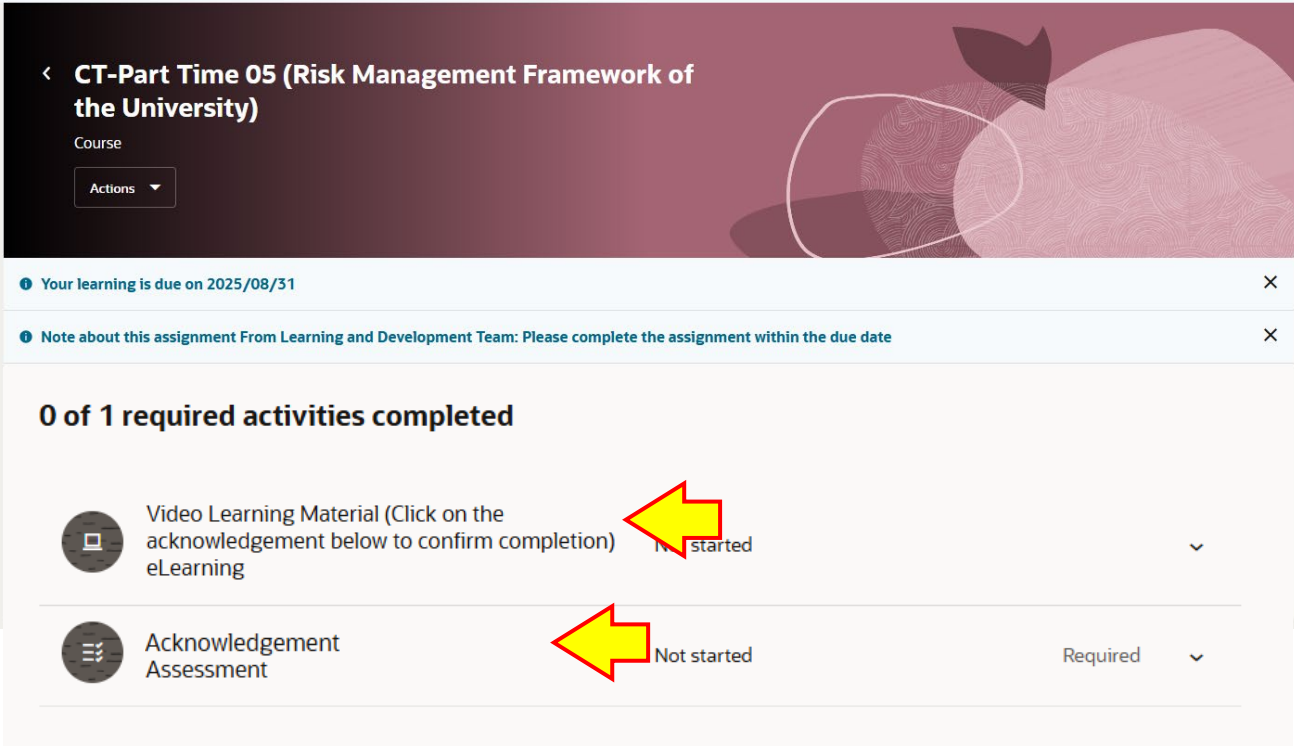 CT-Part Time 05 (Risk Management Framework of
the University)
Course
Actions
Your learning is due on 2025/08/31
Note about this assignment From Learning and Development Team: Please complete the assignment within the due date
0 of 1 required activities completed
Video Learning Material (Click on the
acknowledgement below to confirm completion)
eLearning
Not started
Acknowledgement
Assessment
Not started
Required